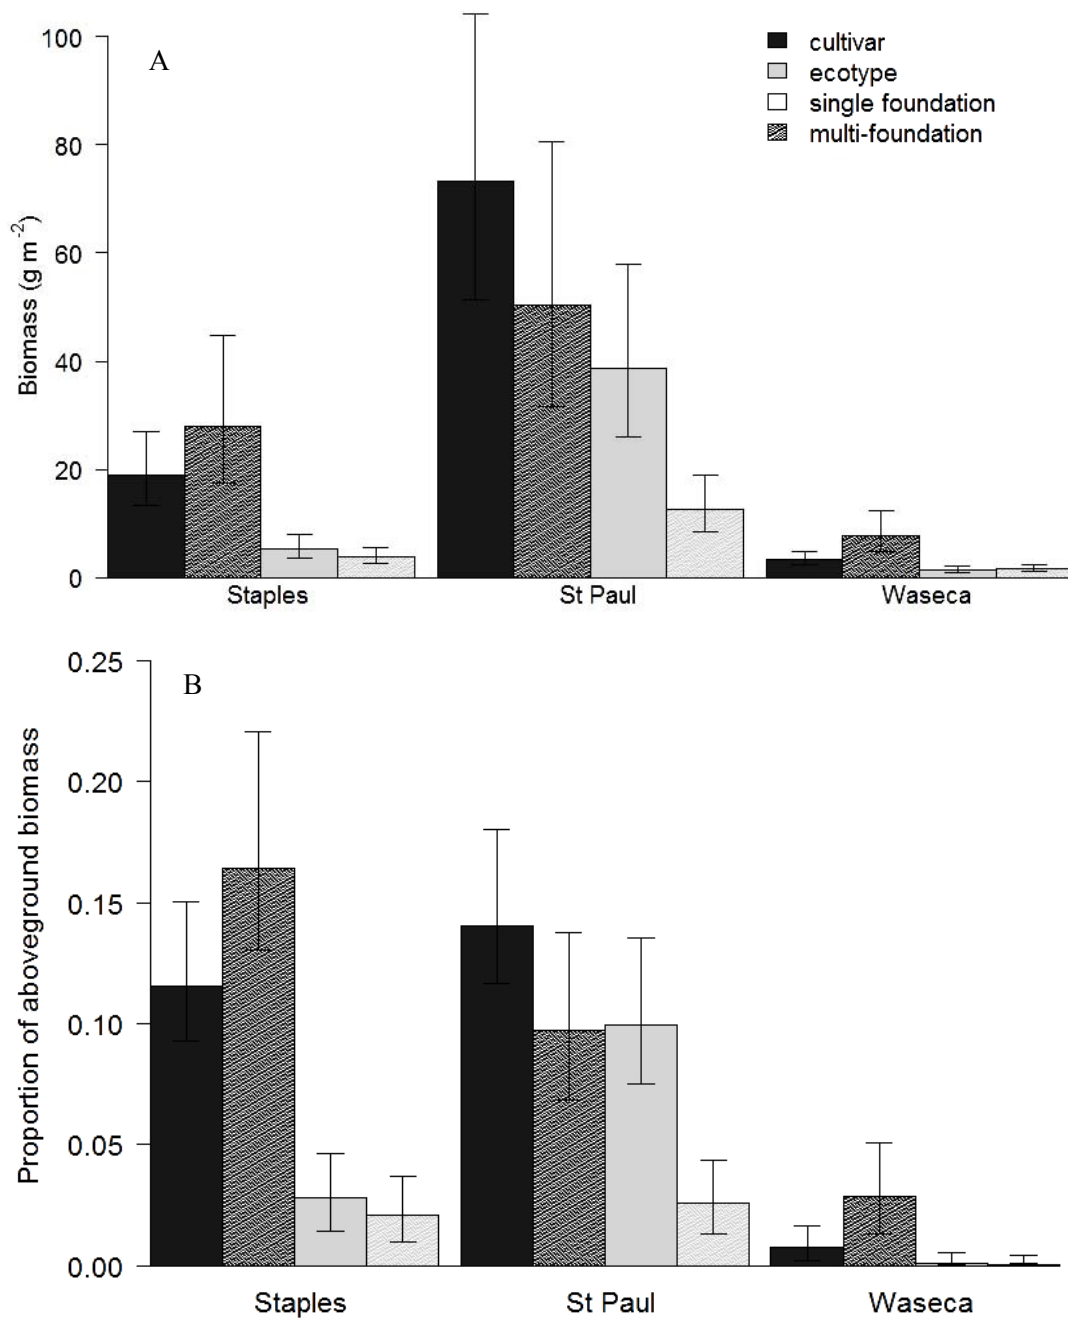 A
cultivar
ecotype
single foundation
multi-foundation
Biomass (g m⁻²)
100
80
60
40
20
0
Staples St Paul Waseca
B
Proportion of aboveground biomass
0.25
0.20
0.15
0.10
0.05
0.00
Staples St Paul Waseca